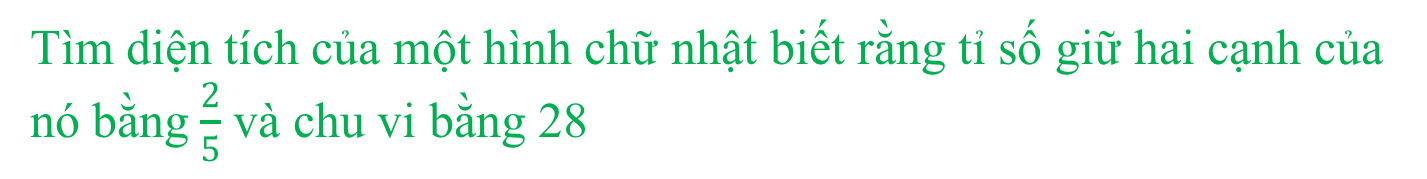 Tìm diện tích của một hình chữ nhật biết rằng tỉ số giữ hai cạnh của
nó bằng $\frac{2}{5}$ và chu vi bằng 28